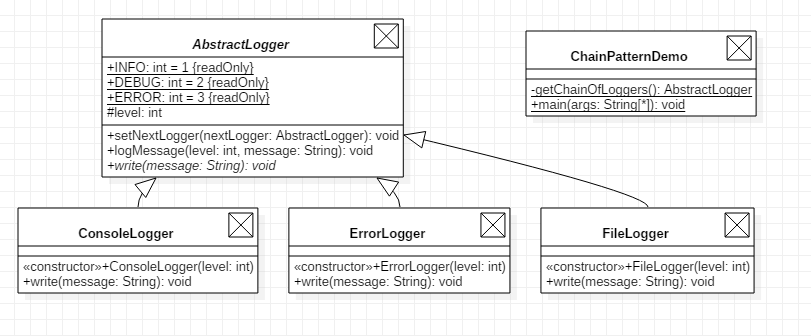 AbstractLogger
+INFO: int = 1 {readOnly}
+DEBUG: int = 2 {readOnly}
+ERROR: int = 3 {readOnly}
#level: int
+setNextLogger(nextLogger: AbstractLogger): void
+logMessage(level: int, message: String): void
+write(message: String): void
ChainPatternDemo
-getChainOfLoggers(): AbstractLogger
+main(args: String[*]): void
ConsoleLogger
«constructor»+ConsoleLogger(level: int)
+write(message: String): void
ErrorLogger
«constructor»+ErrorLogger(level: int)
+write(message: String): void
FileLogger
«constructor»+FileLogger(level: int)
+write(message: String): void